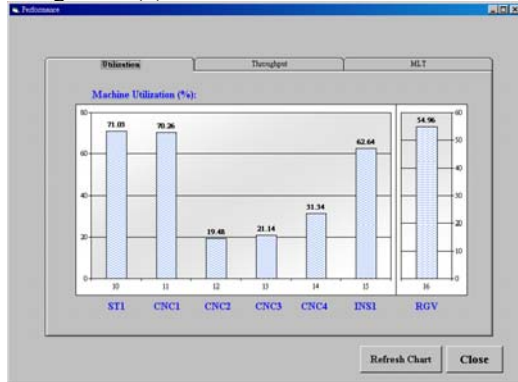 Performance
Utilization Throughput MLT
Machine Utilization (%):
80 60
71.03 70.26 54.96
62.64
60 50
40
40 30
31.34
19.48 21.14
20 20
10
0 0
10 11 12 13 14 15 16
ST1 CNC1 CNC2 CNC3 CNC4 INS1 RGV
Refresh Chart Close